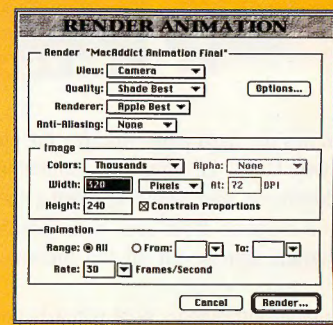 RENDER ANIMATION
Render "MacAddict Animation Final"
View: Camera
Quality: Shade Best Options...
Renderer: Apple Best
Anti-Aliasing: None
Image
Colors: Thousands Alpha: None
Width: 320 Pixels At: 72 DPI
Height: 240 Constrain Proportions
Animation
Range: All From: To:
Rate: 30 Frames/Second
Cancel Render...